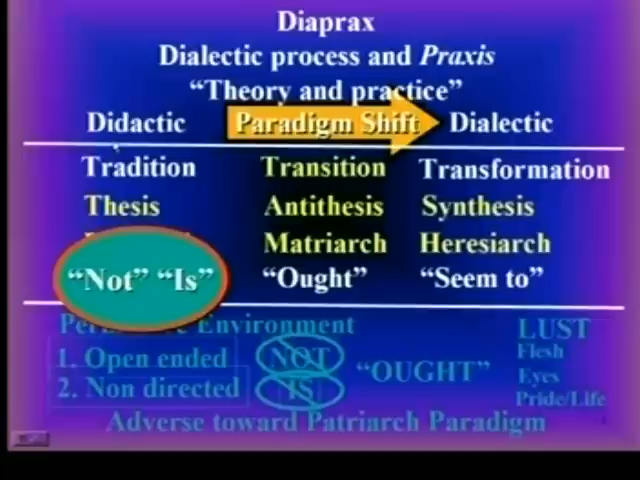 Diaprax
Dialectic process and Praxis
“Theory and practice”
Didactic Paradigm Shift Dialectic
Tradition Transition Transformation
Thesis Antithesis Synthesis
Matriarch Heresiarch
“Not” “Is” “Ought” “Seem to”
Environment LUST
1. Open ended NOT Flesh
“OUGHT” Eyes
2. Non directed IS Pride/Life
Adverse toward Patriarch Paradigm